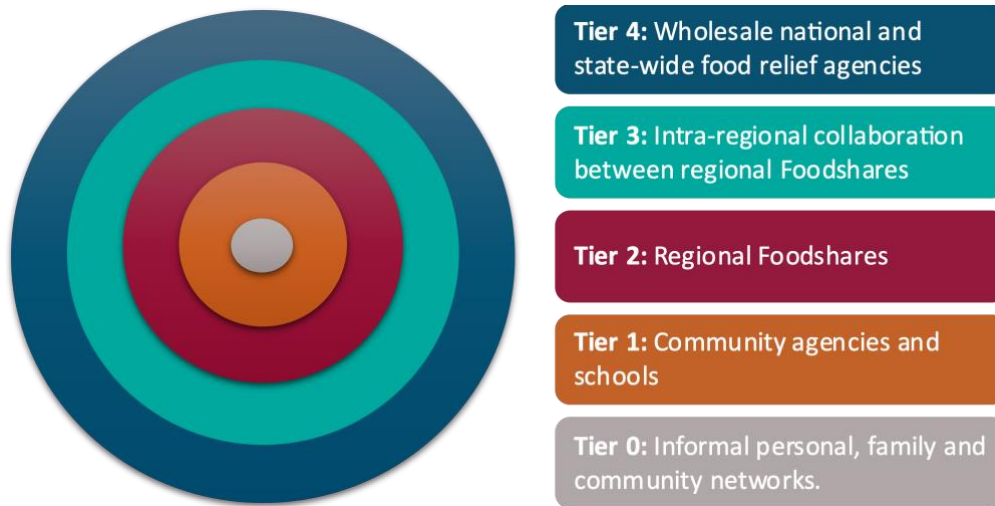 Tier 4: Wholesale national and
state-wide food relief agencies
Tier 3: Intra-regional collaboration
between regional Foodshares
Tier 2: Regional Foodshares
Tier 1: Community agencies and
schools
Tier 0: Informal personal, family and
community networks.